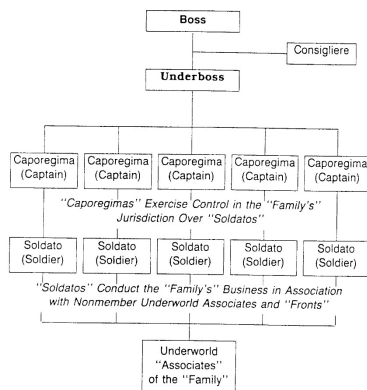 Boss
Consigliere
Underboss
Caporegima Caporegima Caporegima Caporegima Caporegima
(Captain) (Captain) (Captain) (Captain) (Captain)
"Caporegimas" Exercise Control in the "Family's"
Jurisdiction Over "Soldatos"
Soldato Soldato Soldato Soldato Soldato
(Soldier) (Soldier) (Soldier) (Soldier) (Soldier)
"Soldatos" Conduct the "Family's" Business in Association
with Nonmember Underworld Associates and "Fronts"
Underworld
"Associates"
of the "Family"